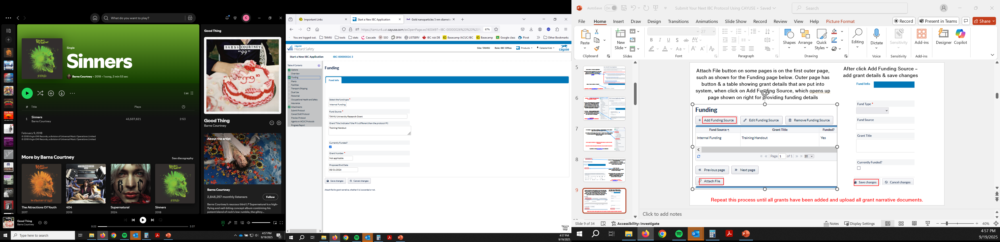 What do you want to play?
C
BARNS COURTNEY
Single
Sinners
Barns Courtney • 2018 • 1 song, 2 min 53 sec
List
# Title Plays
1 Sinners 45,557,621 2:53
Barns Courtney
February 9, 2018
© 2018 Virgin EMI Records, a division of Universal Music Operations Limited
℗ 2018 Virgin EMI Records, a division of Universal Music Operations Limited
More by Barns Courtney
See discography
The Attractions Of Youth
2017
404
2019
Supernatural
2024
Sinners
2018
Good Thing
BARNS COURTNEY
"99"
Good Thing
Barns Courtney
About the artist
Barns Courtney
2,846,257 monthly listeners
Follow
Barns Courtney's raucous third LP Supernatural is a high-
flying and nail-biting concept album combining his
potent blend of rock's low rumble, the glitzy...
Good Thing
Barns Courtney
0:22
3:37
Type here to search
4:57 PM
9/19/2025
Important Links
Start a New IBC Application
Gold nanoparticles 5 nm diamete
https://tamiur4.uat.cayuse.com/esOpenPage.wc?400497~IBC-00000026%20%20%20%
67%
You are logged out.
TAMIU
tools
stats
Cascade
SSO
SPIN
LISTSERV
IBC risk DB
Basecamp IACUC/IBC
Basecamp
Google class
Pivot
Other Bookmarks
cayuse
Hazard Safety
Site: TAMIU
Role: IBC Office
Products
Celeste Kidd
cayuse
Start a New IBC Application
IBC-00000026 3
Table of Contents
Options
Overview
Funding
Plants
Facilities
Transport/Shipping
Dual Use
Personnel
Occupational Health and Safety
Assurance
Attachments
Submit Protocol
Cancel Draft Protocol
Preview Protocol
Agents on IACUC Protocols
Progress Report
Funding
Fund Info
Select the fund type *
Internal Funding
Fund Source *
TAMIU University Research Grant
Grant Title (indicate if the PI is different than the protocol PI)
Training Handout
Currently Funded?
Grant Number *
Not applicable
Proposed End Date
08/31/2026
Save changes
Cancel changes
Attach file for grant narrative, whether it is is awarded or not.
Resource
Center
badge
4:57 PM
9/19/2025
AutoSave On
Submit Your Next IBC Protocol Using CAYUSE • Saved
Search
File
Home
Insert
Draw
Design
Transitions
Animations
Slide Show
Record
Review
View
Help
Picture Format
Record
Present in Teams
Share
Paste
Clipboard
New
Slide
Slides
27
B I U S ab AV
A Aa A A A
Font
Paragraph
Shapes
Arrange
Quick
Styles
Drawing
Editing
Dictate
Voice
Sensitivity
Sensitivity
Add-ins
Add-ins
Designer
Copilot
5
6
7
8
9
Attach File button on some pages is on the first outer page,
such as shown for the Funding page below. Outer page has
button & a table showing grant details that are put into
system, when click on Add Funding Source, which opens up
page shown on right for providing funding details
Funding
Add Funding Source
Edit Funding Source
Remove Funding Source
Fund Source
Grant Title
Funded?
Internal Funding
Training Handout
Yes
Page 1 of 1
20
Previous page
Next page
Attach File
After click Add Funding Source –
add grant details & save changes
Fund Info
Fund Type *
Fund Source
Grant Title
Currently Funded?
Save changes
Cancel changes
Repeat this process until all grants have been added and upload all grant narrative documents.
Click to add notes
Slide 9 of 34
Accessibility: Investigate
Notes
Display Settings
40%
4:57 PM
9/19/2025